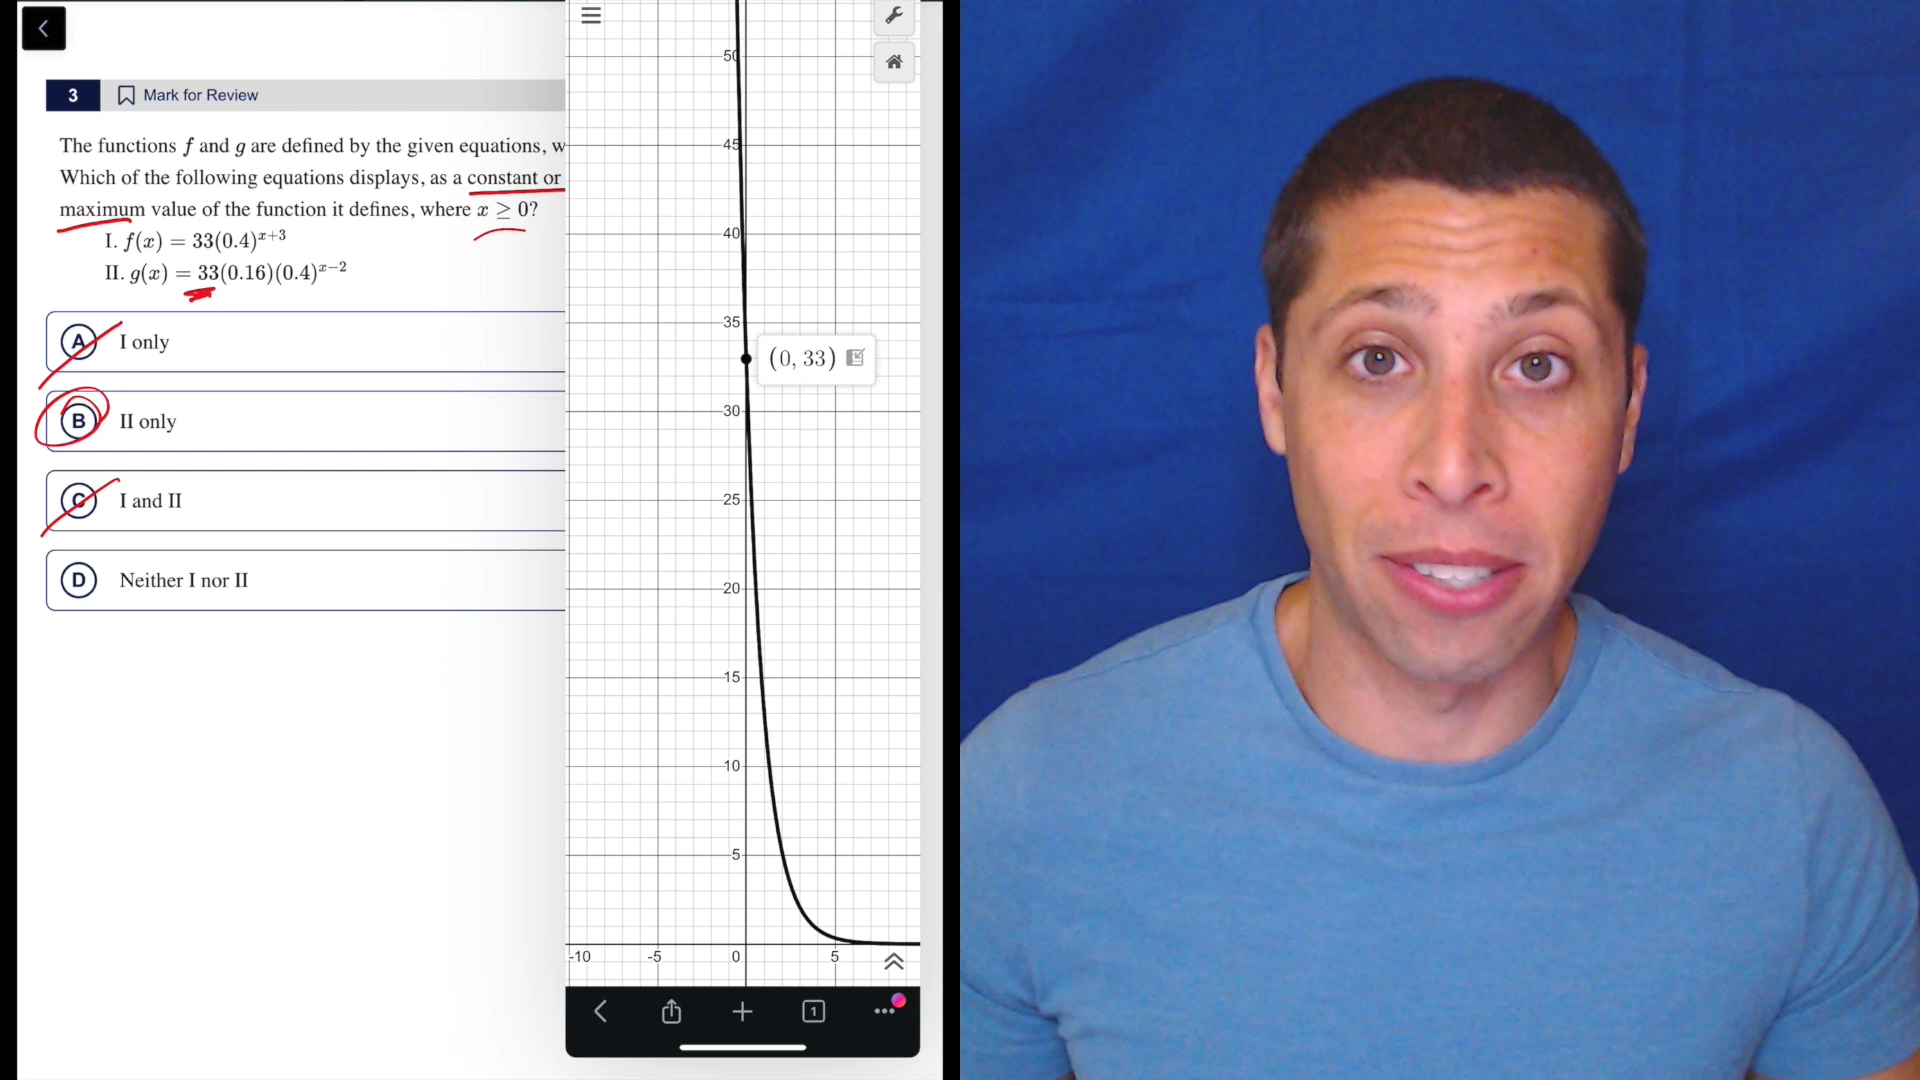 3
Mark for Review
The functions f and g are defined by the given equations, w
Which of the following equations displays, as a constant or
maximum value of the function it defines, where x ≥ 0?
I. f(x) = 33(0.4)^{x+3}
II. g(x) = 33(0.16)(0.4)^{x−2}
A I only
B II only
C I and II
D Neither I nor II
50
45
40
35
(0, 33)
30
25
20
15
10
5
-10 -5 0 5
1